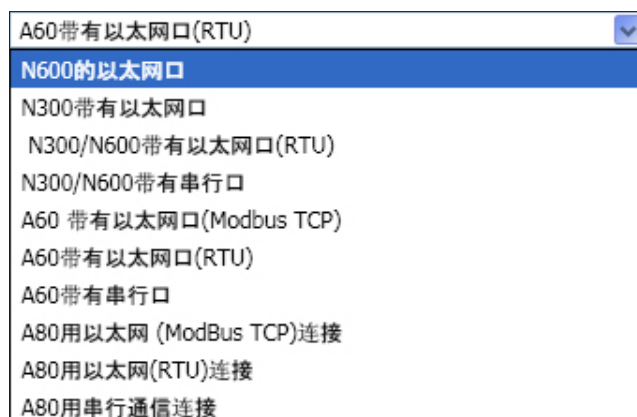 A60带有以太网口(RTU)
N600的以太网口
N300带有以太网口
N300/N600带有以太网口(RTU)
N300/N600带有串行口
A60 带有以太网口(Modbus TCP)
A60带有以太网口(RTU)
A60带有串行口
A80用以太网 (ModBus TCP)连接
A80用以太网(RTU)连接
A80用串行通信连接